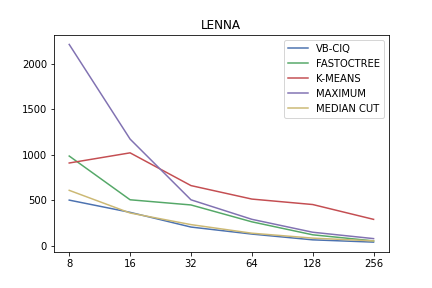 LENNA
VB-CIQ
FASTOCTREE
K-MEANS
MAXIMUM
MEDIAN CUT
2000
1500
1000
500
0
8 16 32 64 128 256